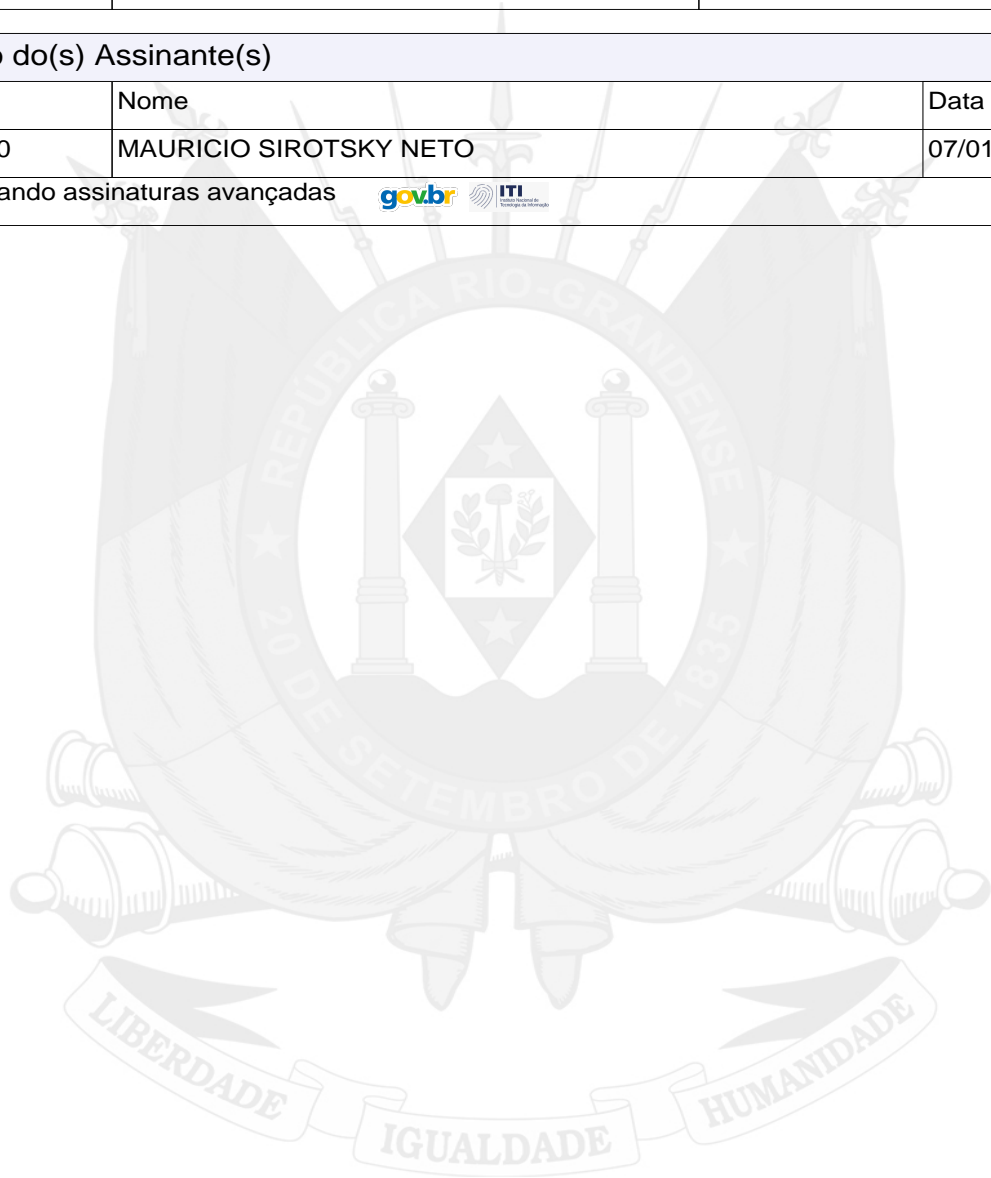 o do(s) Assinante(s)
Nome Data
0 MAURICIO SIROTSKY NETO 07/01
ando assinaturas avançadas gov.br ITI
REPÚBLICA RIO-GRANDENSE
20 DE SETEMBRO DE 1835
LIBERDADE IGUALDADE HUMANIDADE